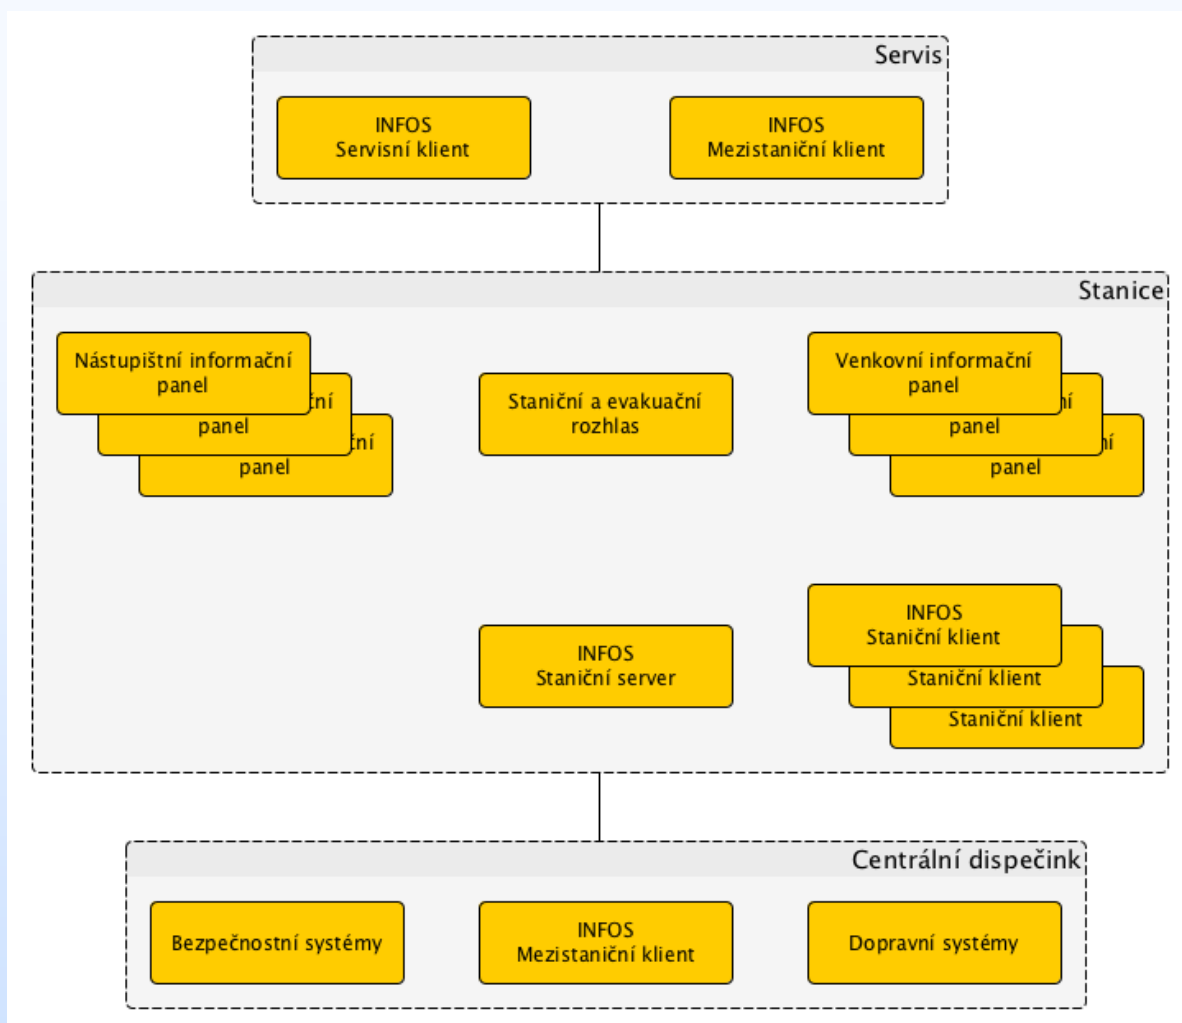 Servis
INFOS
Servisní klient
INFOS
Mezistaniční klient
Stanice
Nástupištní informační
panel
ní
panel
ní
panel
Staniční a evakuační
rozhlas
Venkovní informační
panel
í
panel
í
panel
INFOS
Staniční server
INFOS
Staniční klient
Staniční klient
Staniční klient
Centrální dispečink
Bezpečnostní systémy
INFOS
Mezistaniční klient
Dopravní systémy